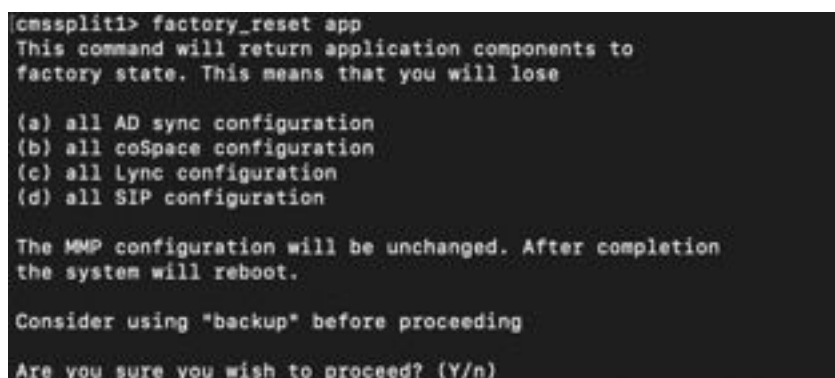 [cmssplit1> factory_reset app
This command will return application components to
factory state. This means that you will lose
(a) all AD sync configuration
(b) all coSpace configuration
(c) all Lync configuration
(d) all SIP configuration
The MMP configuration will be unchanged. After completion
the system will reboot.
Consider using "backup" before proceeding
Are you sure you wish to proceed? (Y/n)